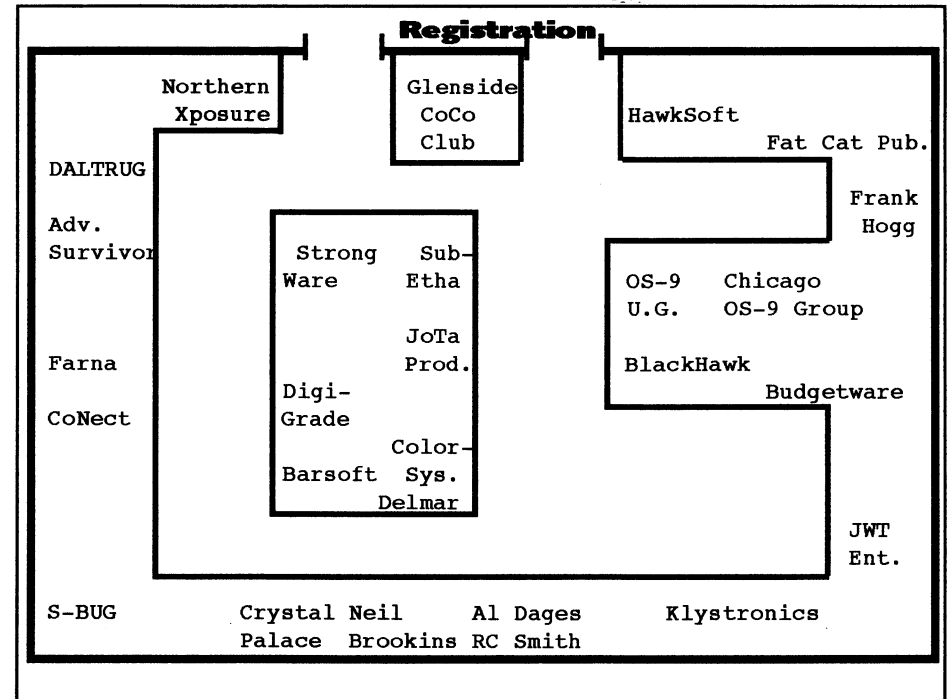 Registration
Northern
Xposure
Glenside
CoCo
Club
HawkSoft
Fat Cat Pub.
DALTRUG
Frank
Hogg
Adv.
Survivor
Strong
Ware
Sub-
Etha
OS-9
U.G.
Chicago
OS-9 Group
JoTa
Prod.
Farna
BlackHawk
Digi-
Grade
Budgetware
CoNect
Color-
Sys.
Barsoft
Delmar
JWT
Ent.
S-BUG
Crystal
Palace
Neil
Brookins
Al Dages
RC Smith
Klystronics